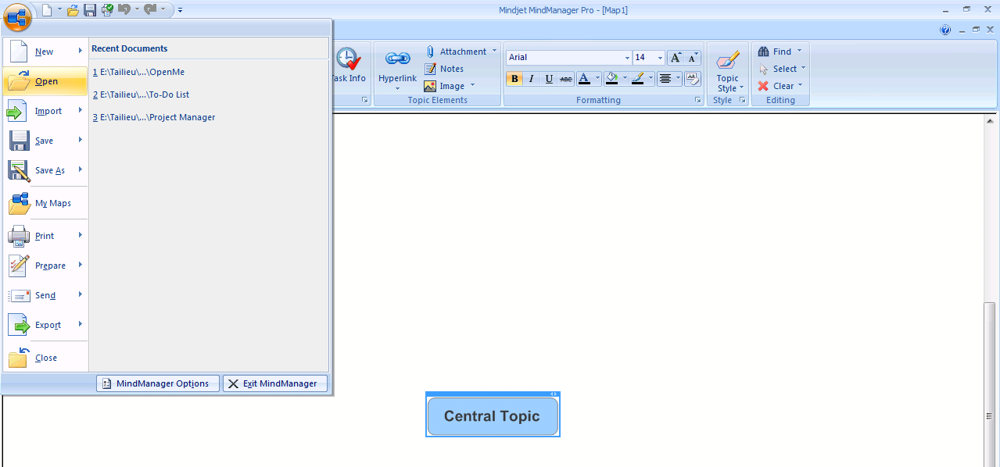 Mindjet MindManager Pro - [Map1]
New
Open
Import
Save
Save As
My Maps
Print
Prepare
Send
Export
Close
Recent Documents
1 E:\Tailieu\...\OpenMe
2 E:\Tailieu\...\To-Do List
3 E:\Tailieu\...\Project Manager
MindManager Options
Exit MindManager
Task Info
Hyperlink
Attachment
Notes
Image
Topic Elements
Arial
14
A A
B I U ABC A
Formatting
Topic
Style
Style
Find
Select
Clear
Editing
Central Topic